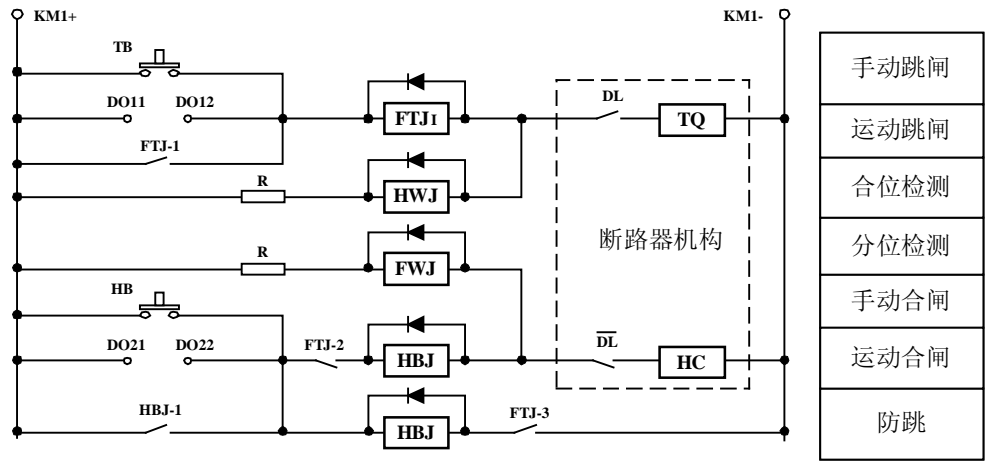 KM1+
KM1-
TB
手动跳闸
DO11 DO12
FTJI
DL
TQ
运动跳闸
FTJ-1
R
HWJ
合位检测
断路器机构
R
FWJ
分位检测
HB
手动合闸
DO21 DO22
FTJ-2
HBJ
DL
HC
运动合闸
HBJ-1
HBJ
FTJ-3
防跳